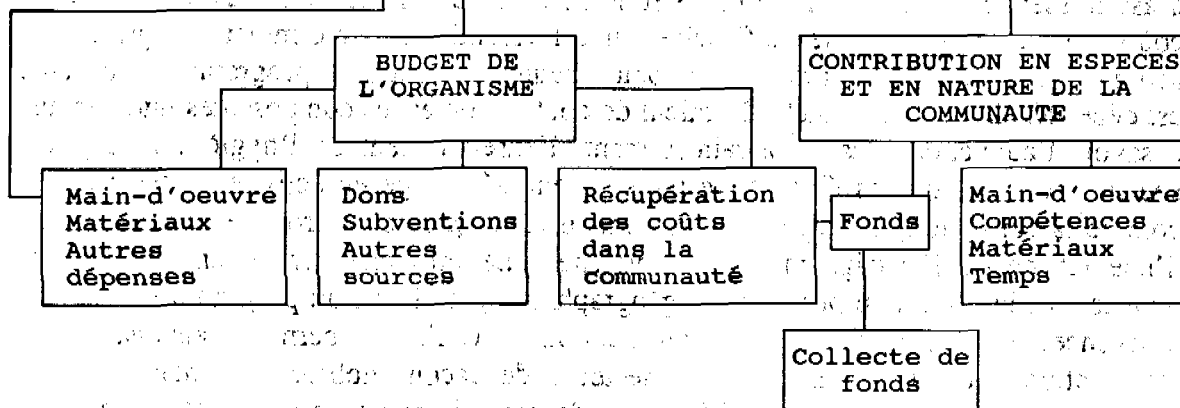 BUDGET DE
L'ORGANISME
CONTRIBUTION EN ESPECES
ET EN NATURE DE LA
COMMUNAUTE
Main-d'oeuvre
Matériaux
Autres
dépenses
Dons
Subventions
Autres
sources
Récupération
des coûts
dans la
communauté
Fonds
Main-d'oeuvre
Compétences
Matériaux
Temps
Collecte de
fonds